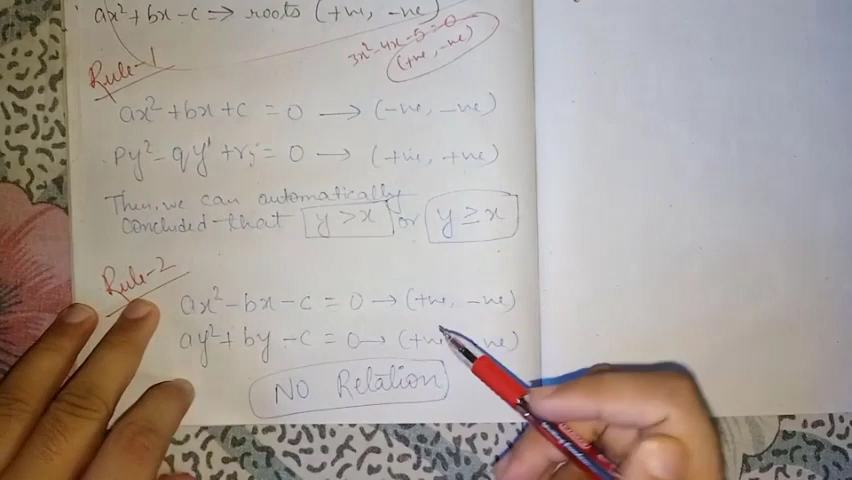 ax² + bx - c ⇒ roots (+ve, -ve)
3x² - 4x - 5 = 0
(+ve, -ve)
Rule-1
ax² + bx + c = 0 → (-ve, -ve)
py² - qy + r = 0 → (+ve, +ve)
Then, we can automatically
concluded that y > x or y ≥ x
Rule-2
ax² - bx - c = 0 → (+ve, -ve)
ay² + by - c = 0 → (+ve, -ve)
NO Relation